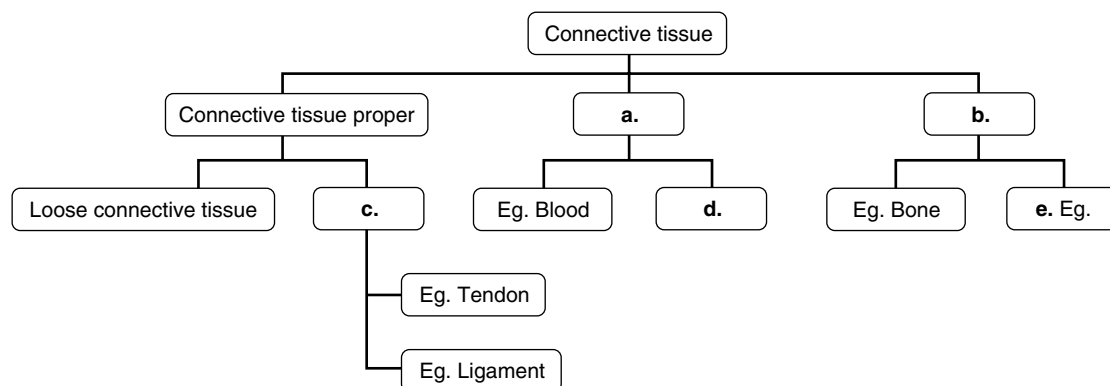 Connective tissue
Connective tissue proper
a.
b.
Loose connective tissue
c.
Eg. Blood
d.
Eg. Bone
e. Eg.
Eg. Tendon
Eg. Ligament